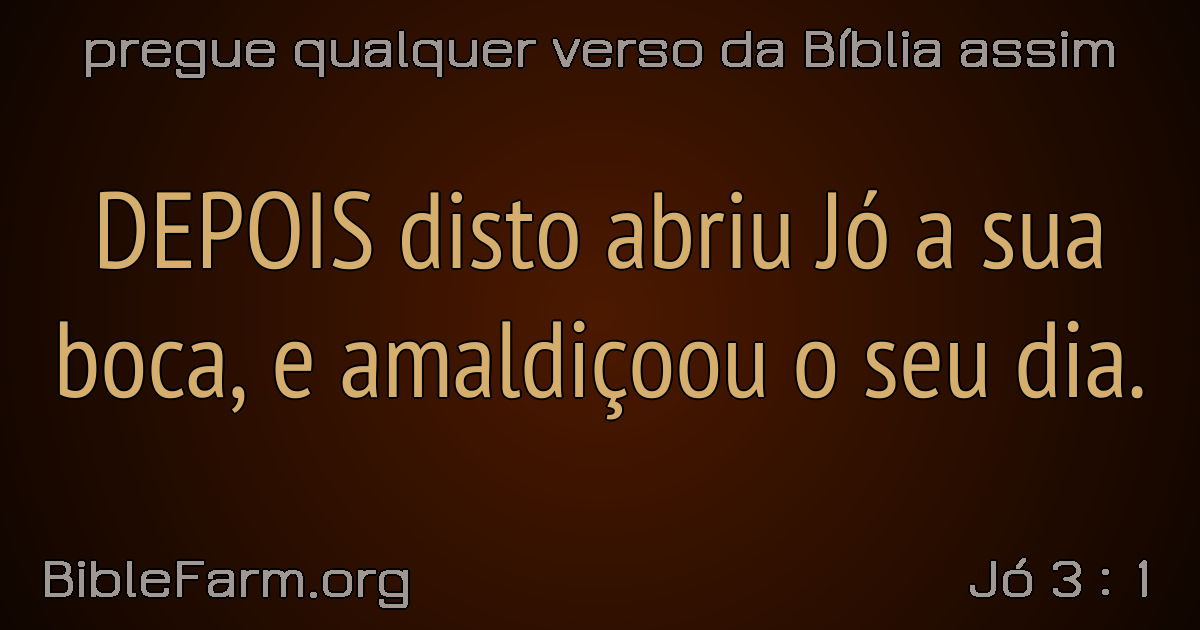 pregue qualquer verso da Bíblia assim
DEPOIS disto abriu Jó a sua
boca, e amaldiçoou o seu dia.
BibleFarm.org
Jó 3 : 1